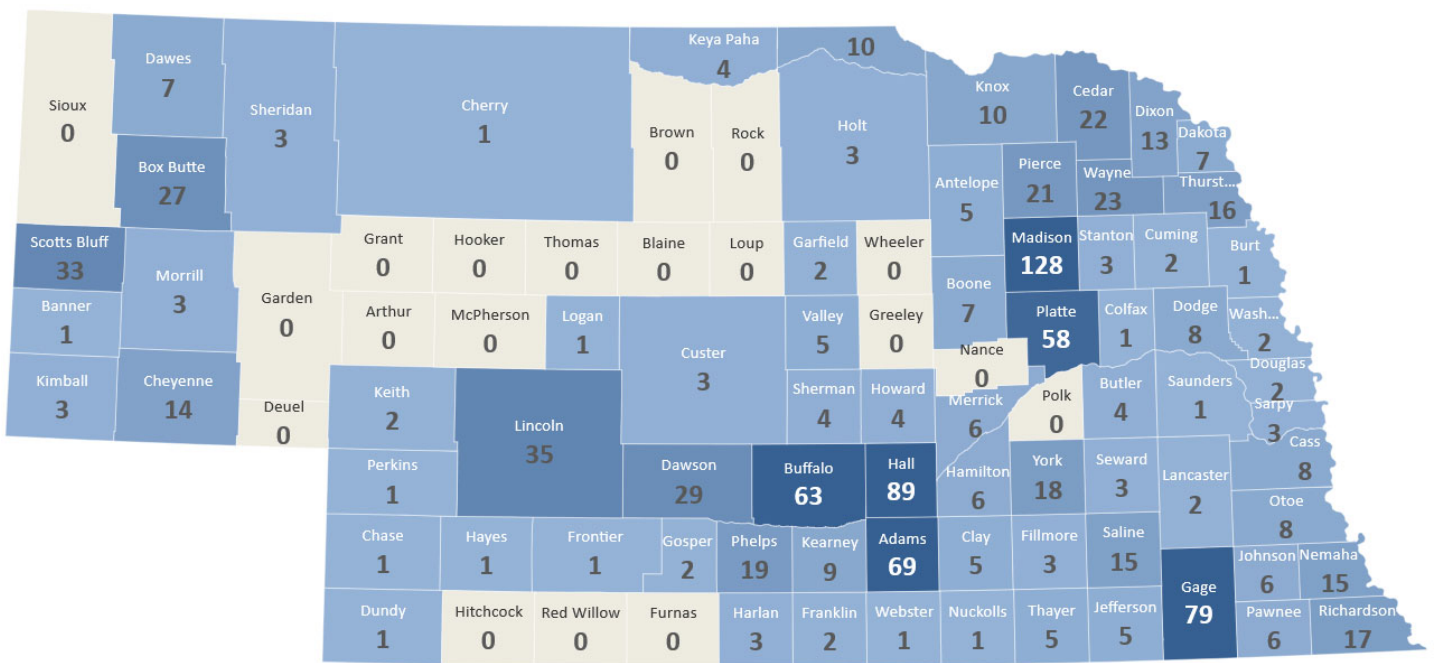 Keya Paha
4
10
Dawes
7
Sioux
0
Sheridan
3
Cherry
1
Brown
0
Rock
0
Holt
3
Knox
10
Cedar
22
Dixon
13
Dakota
7
Box Butte
27
Antelope
5
Pierce
21
Wayne
23
Thurst...
16
Scotts Bluff
33
Morrill
3
Grant
0
Hooker
0
Thomas
0
Blaine
0
Loup
0
Garfield
2
Wheeler
0
Madison
128
Stanton
3
Cuming
2
Burt
1
Banner
1
Garden
0
Arthur
0
McPherson
0
Logan
1
Custer
3
Valley
5
Greeley
0
Boone
7
Platte
58
Colfax
1
Dodge
8
Wash...
2
Kimball
3
Cheyenne
14
Deuel
0
Keith
2
Lincoln
35
Sherman
4
Howard
4
Nance
0
Merrick
6
Polk
0
Butler
4
Saunders
1
Douglas
2
Sarpy
3
Perkins
1
Dawson
29
Buffalo
63
Hall
89
Hamilton
6
York
18
Seward
3
Lancaster
2
Cass
8
Otoe
8
Chase
1
Hayes
1
Frontier
1
Gosper
2
Phelps
19
Kearney
9
Adams
69
Clay
5
Fillmore
3
Saline
15
Gage
79
Johnson
6
Nemaha
15
Dundy
1
Hitchcock
0
Red Willow
0
Furnas
0
Harlan
3
Franklin
2
Webster
1
Nuckolls
1
Thayer
5
Jefferson
5
Pawnee
6
Richardson
17